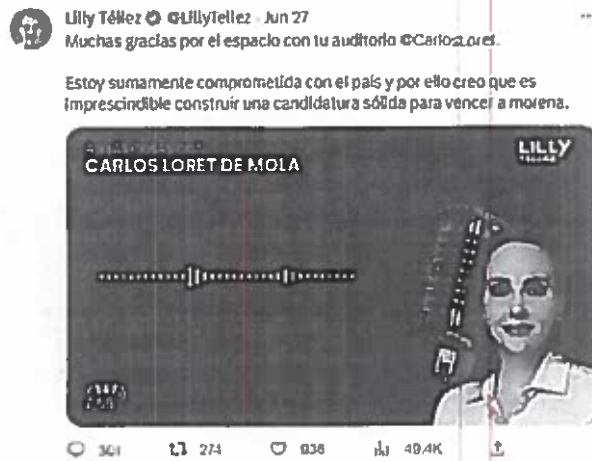 Lilly Téllez @LillyTellez · Jun 27
Muchas gracias por el espacio con tu auditorio @CarlosLoret.
Estoy sumamente comprometida con el país y por ello creo que es
imprescindible construir una candidatura sólida para vencer a morena.
CARLOS LORET DE MOLA
LILLY
TÉLLEZ
274
936
49.4K